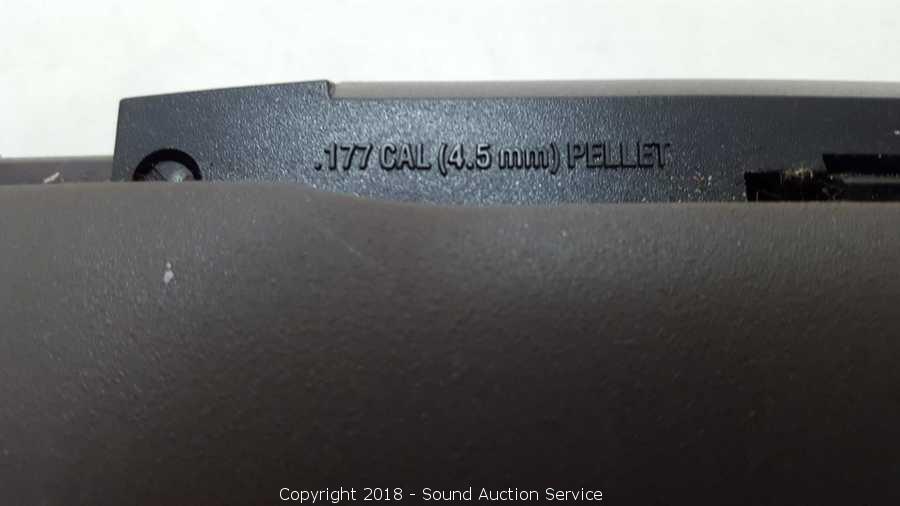 .177 CAL (4.5 mm) PELLET
Copyright 2018 - Sound Auction Service